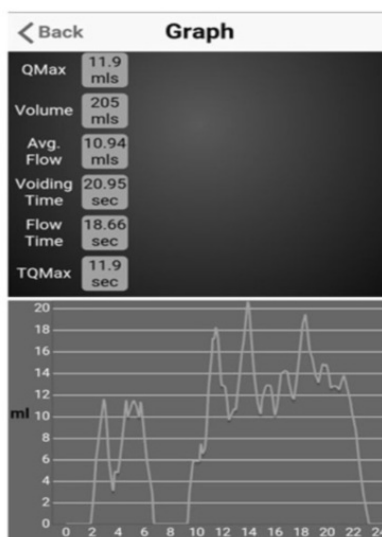 Back Graph
QMax 11.9
mls
Volume 205
mls
Avg.
Flow 10.94
mls
Voiding
Time 20.95
sec
Flow
Time 18.66
sec
TQMax 11.9
sec
20
18
16
14
12
ml 10
8
6
4
2
0
0 2 4 6 8 10 12 14 16 18 20 22 24